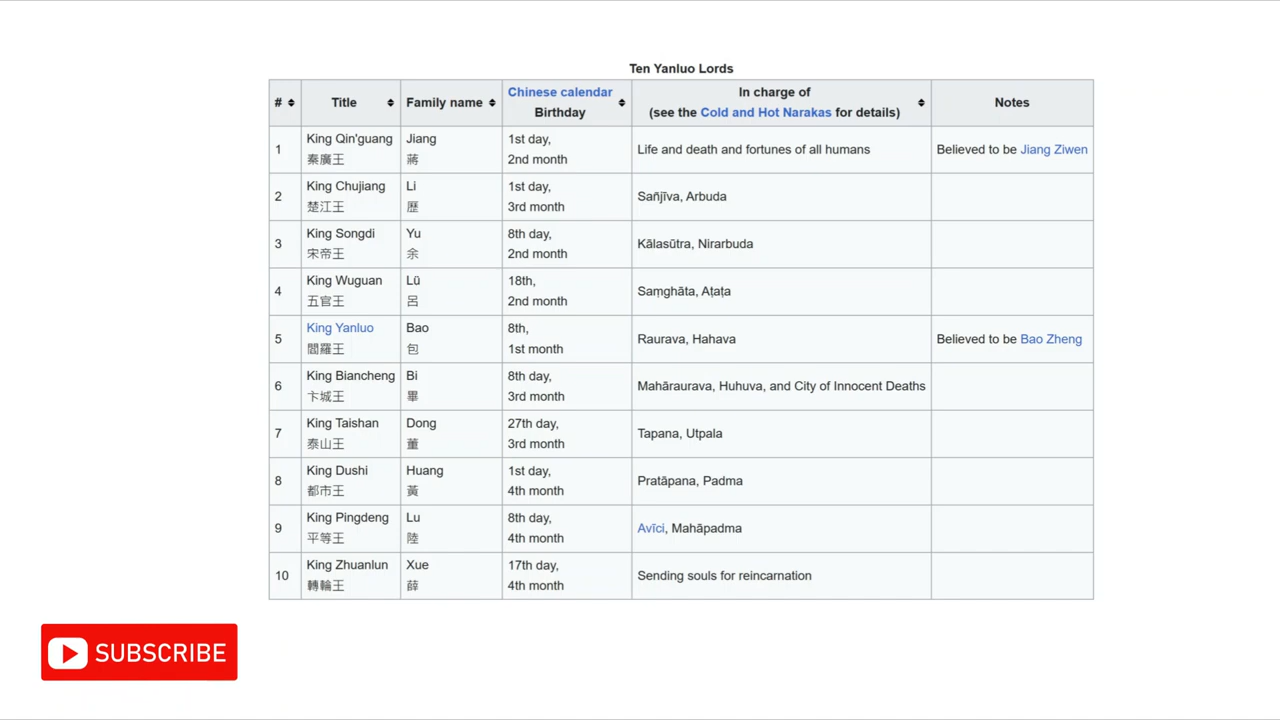 Ten Yanluo Lords
# Title Family name Chinese calendar Birthday In charge of (see the Cold and Hot Narakas for details) Notes
1 King Qin'guang 秦廣王 Jiang 蔣 1st day, 2nd month Life and death and fortunes of all humans Believed to be Jiang Ziwen
2 King Chujiang 楚江王 Li 歷 1st day, 3rd month Sañjīva, Arbuda
3 King Songdi 宋帝王 Yu 余 8th day, 2nd month Kālasūtra, Nirarbuda
4 King Wuguan 五官王 Lü 呂 18th, 2nd month Saṃghāta, Aṭaṭa
5 King Yanluo 閻羅王 Bao 包 8th, 1st month Raurava, Hahava Believed to be Bao Zheng
6 King Biancheng 卞城王 Bi 畢 8th day, 3rd month Mahāraurava, Huhuva, and City of Innocent Deaths
7 King Taishan 泰山王 Dong 董 27th day, 3rd month Tapana, Utpala
8 King Dushi 都市王 Huang 黃 1st day, 4th month Pratāpana, Padma
9 King Pingdeng 平等王 Lu 陸 8th day, 4th month Avīci, Mahāpadma
10 King Zhuanlun 轉輪王 Xue 薛 17th day, 4th month Sending souls for reincarnation
SUBSCRIBE